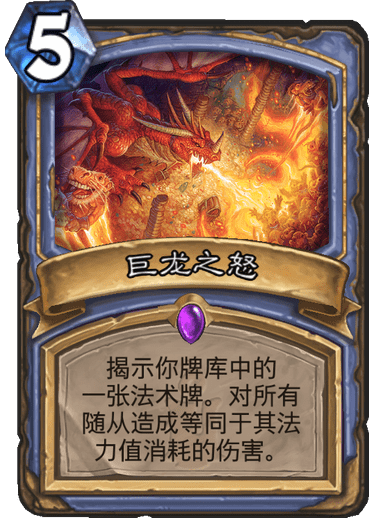 5
巨龙之怒
揭示你牌库中的
一张法术牌。对所有
随从造成等同于其法
力值消耗的伤害。